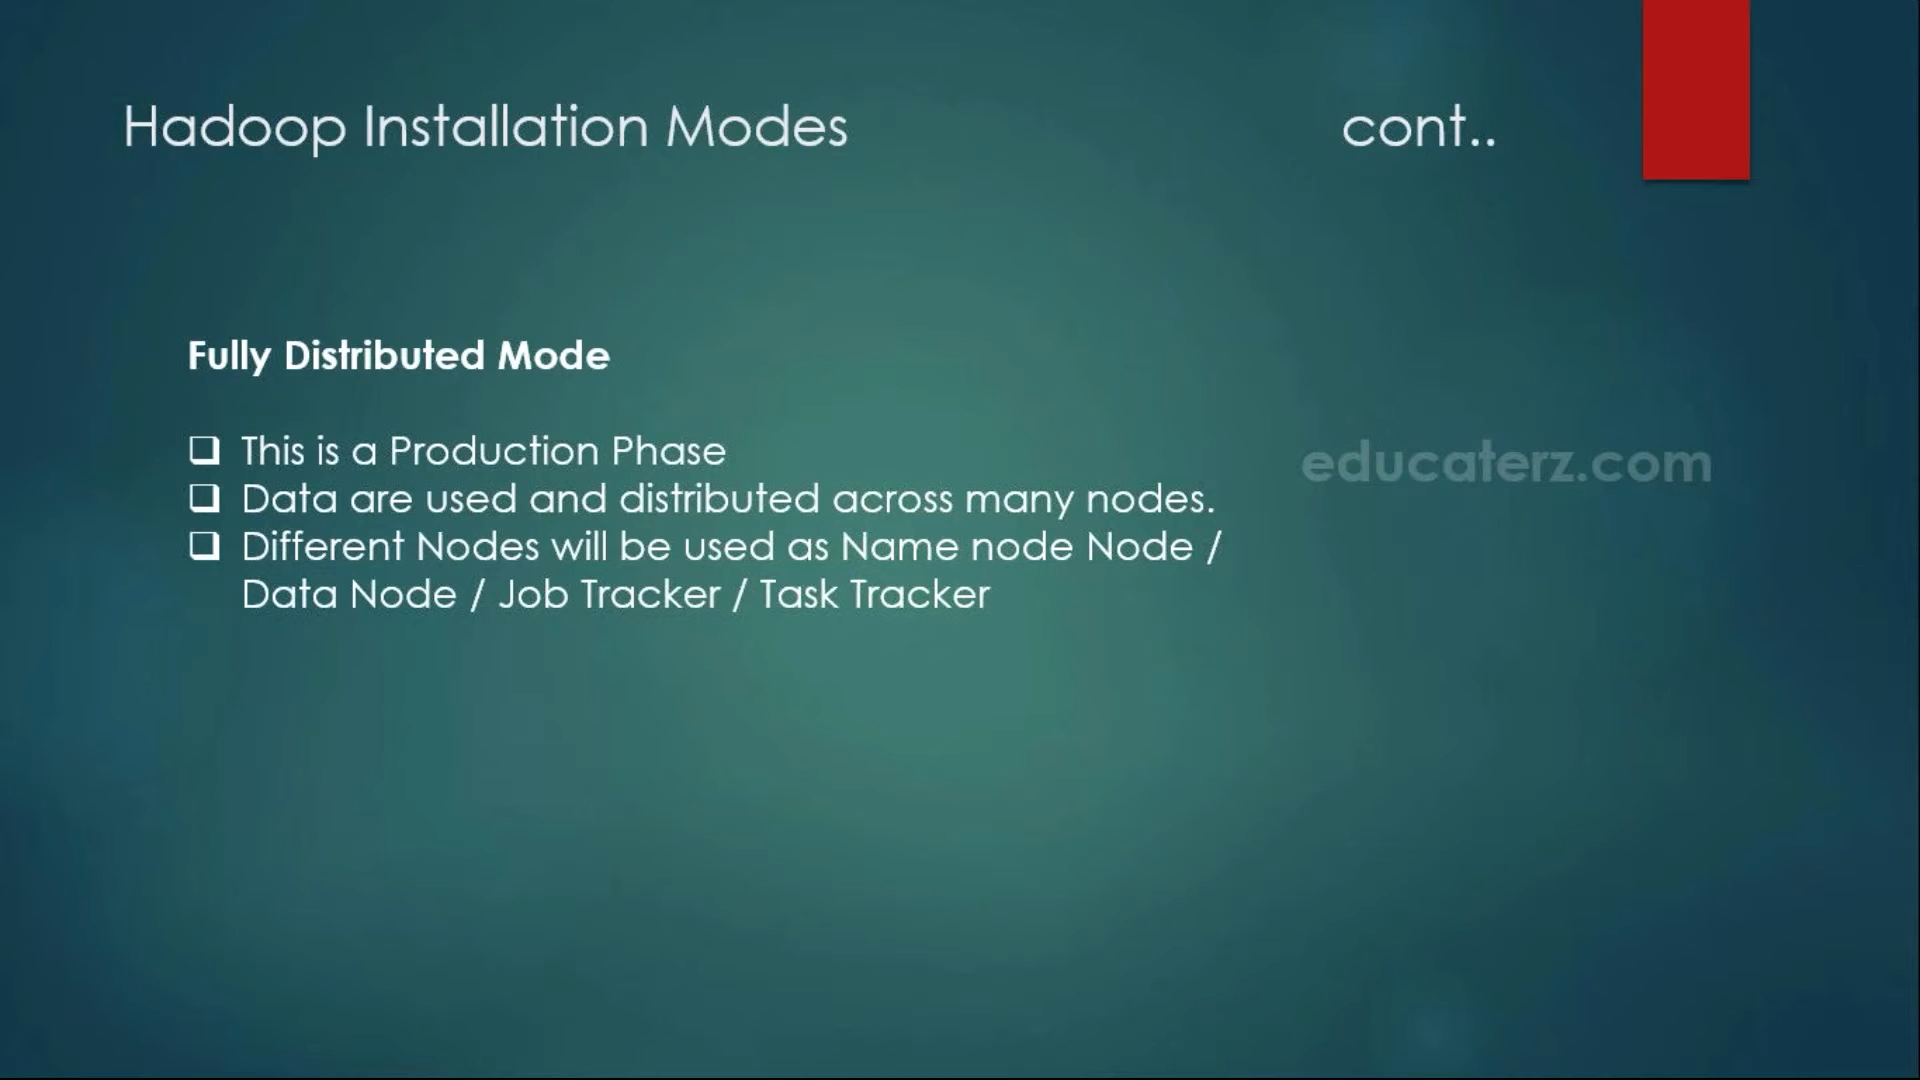 Hadoop Installation Modes cont..
Fully Distributed Mode
❑ This is a Production Phase
❑ Data are used and distributed across many nodes.
❑ Different Nodes will be used as Name node Node /
Data Node / Job Tracker / Task Tracker
educaterz.com